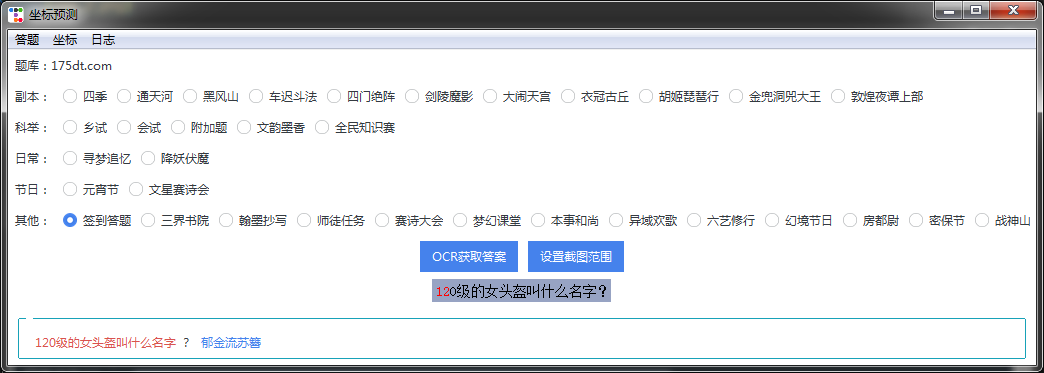 坐标预测
答题 坐标 日志
题库：175dt.com
副本： 四季 通天河 黑风山 车迟斗法 四门绝阵 剑陵魔影 大闹天宫 衣冠古丘 胡姬琵琶行 金兜洞兕大王 敦煌夜谭上部
科举： 乡试 会试 附加题 文韵墨香 全民知识赛
日常： 寻梦追忆 降妖伏魔
节日： 元宵节 文星赛诗会
其他： 签到答题 三界书院 翰墨抄写 师徒任务 赛诗大会 梦幻课堂 本事和尚 异域欢歌 六艺修行 幻境节日 房都尉 密保节 战神山
OCR获取答案 设置截图范围
120级的女头盔叫什么名字？
120级的女头盔叫什么名字 ？ 郁金流苏簪